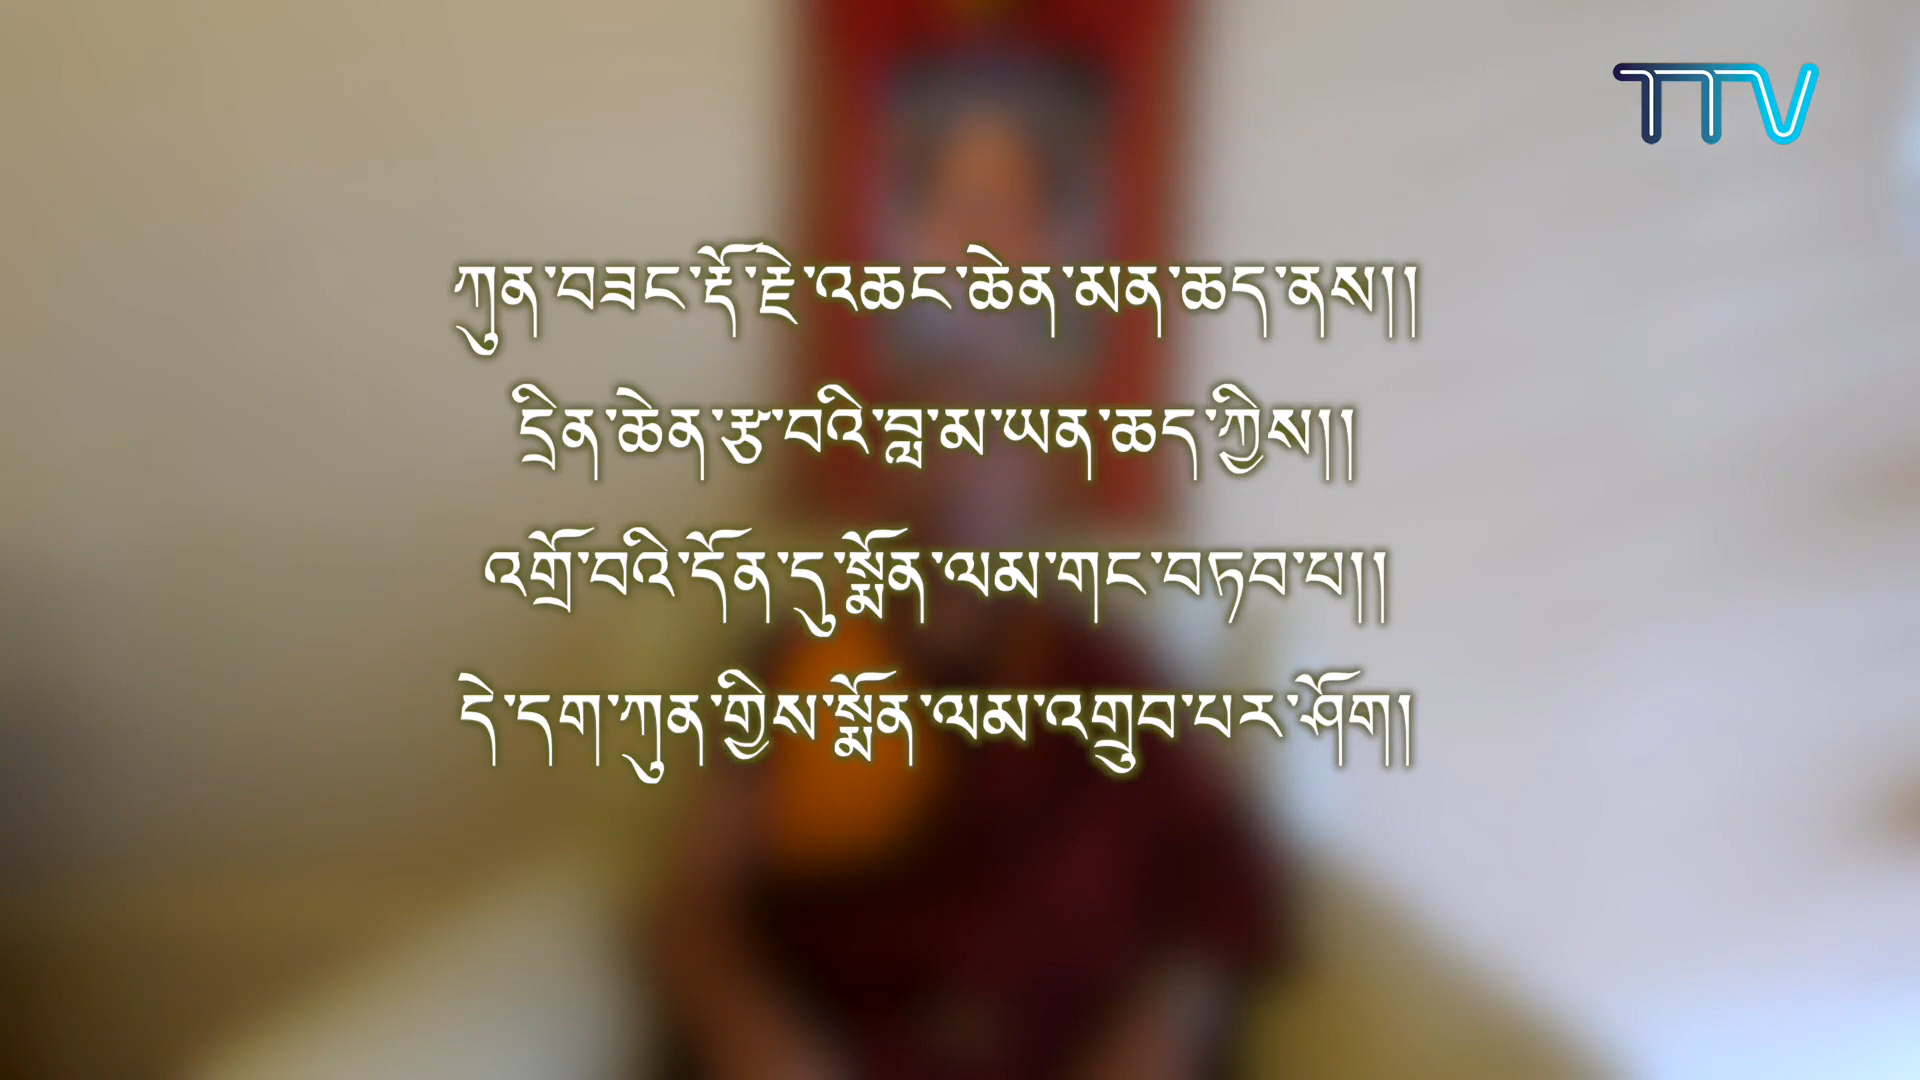 TTV
ཀུན་བཟང་རྡོ་རྗེ་འཆང་ཆེན་མན་ཆད་ནས།།
དྲིན་ཆེན་རྩ་བའི་བླ་མ་ཡན་ཆད་ཀྱིས།།
འགྲོ་བའི་དོན་དུ་སྨོན་ལམ་གང་བཏབ་པ།།
དེ་དག་ཀུན་གྱིས་སྨོན་ལམ་འགྲུབ་པར་ཤོག།